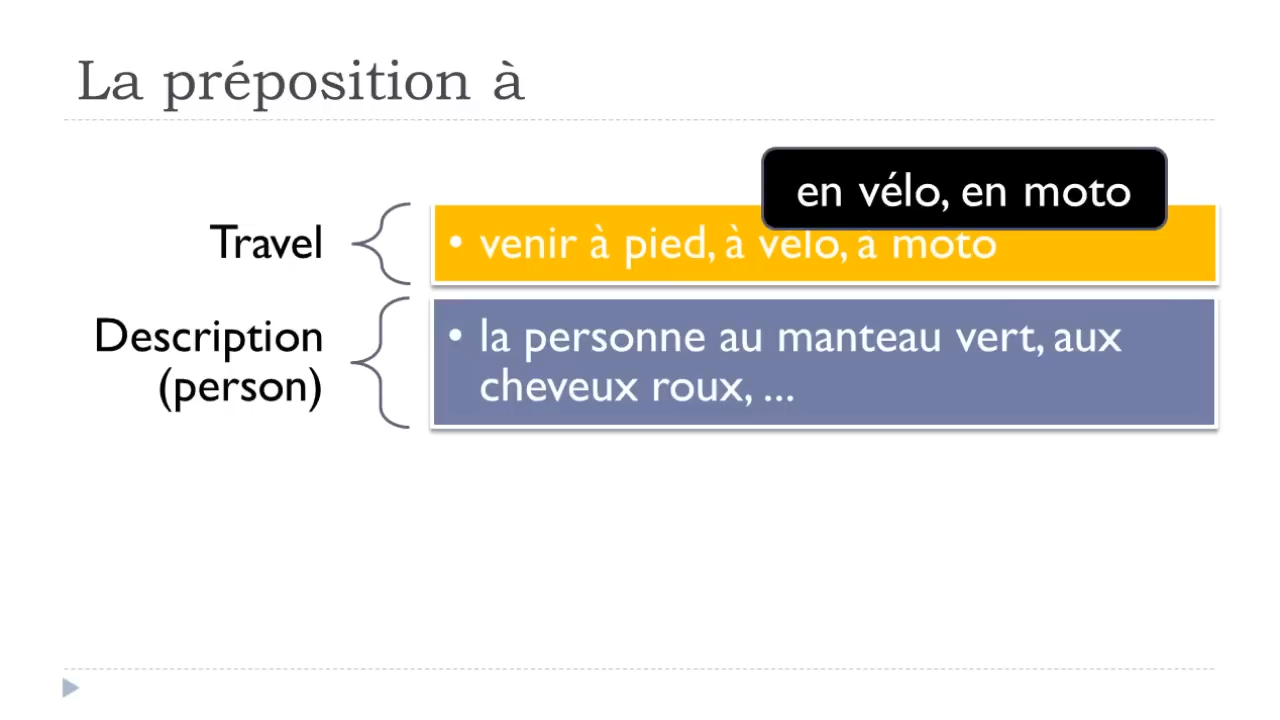 La préposition à
en vélo, en moto
Travel
• venir à pied, à vélo, à moto
Description
(person)
• la personne au manteau vert, aux
cheveux roux, ...